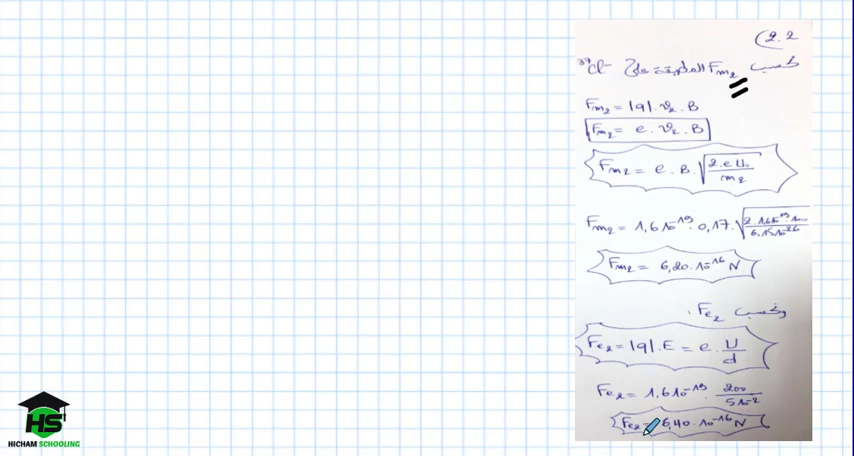 2.2)
نحسب Fm₂ المطبقة على ³⁷Cl⁻
Fm₂ = |q|.v₂.B
Fm₂ = e.v₂.B
Fm₂ = e.B.√(2.e.U₀/m₂)
Fm₂ = 1,6.10⁻¹⁹.0,17.√(2.1,6.10⁻¹⁹.100/6,15.10⁻²⁶)
Fm₂ = 6,20.10⁻¹⁶ N
ونحسب Fe₂
Fe₂ = |q|.E = e.U/d
Fe₂ = 1,6.10⁻¹⁹.200/5.10⁻²
Fe₂ = 6,40.10⁻¹⁶ N
HS
HICHAM SCHOOLING